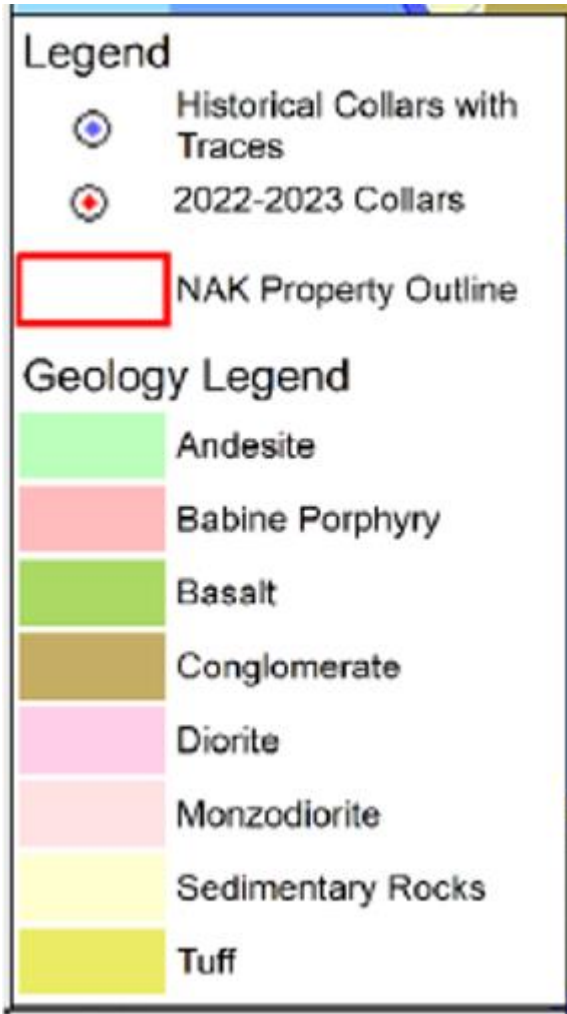 Legend
Historical Collars with
Traces
2022-2023 Collars
NAK Property Outline
Geology Legend
Andesite
Babine Porphyry
Basalt
Conglomerate
Diorite
Monzodiorite
Sedimentary Rocks
Tuff